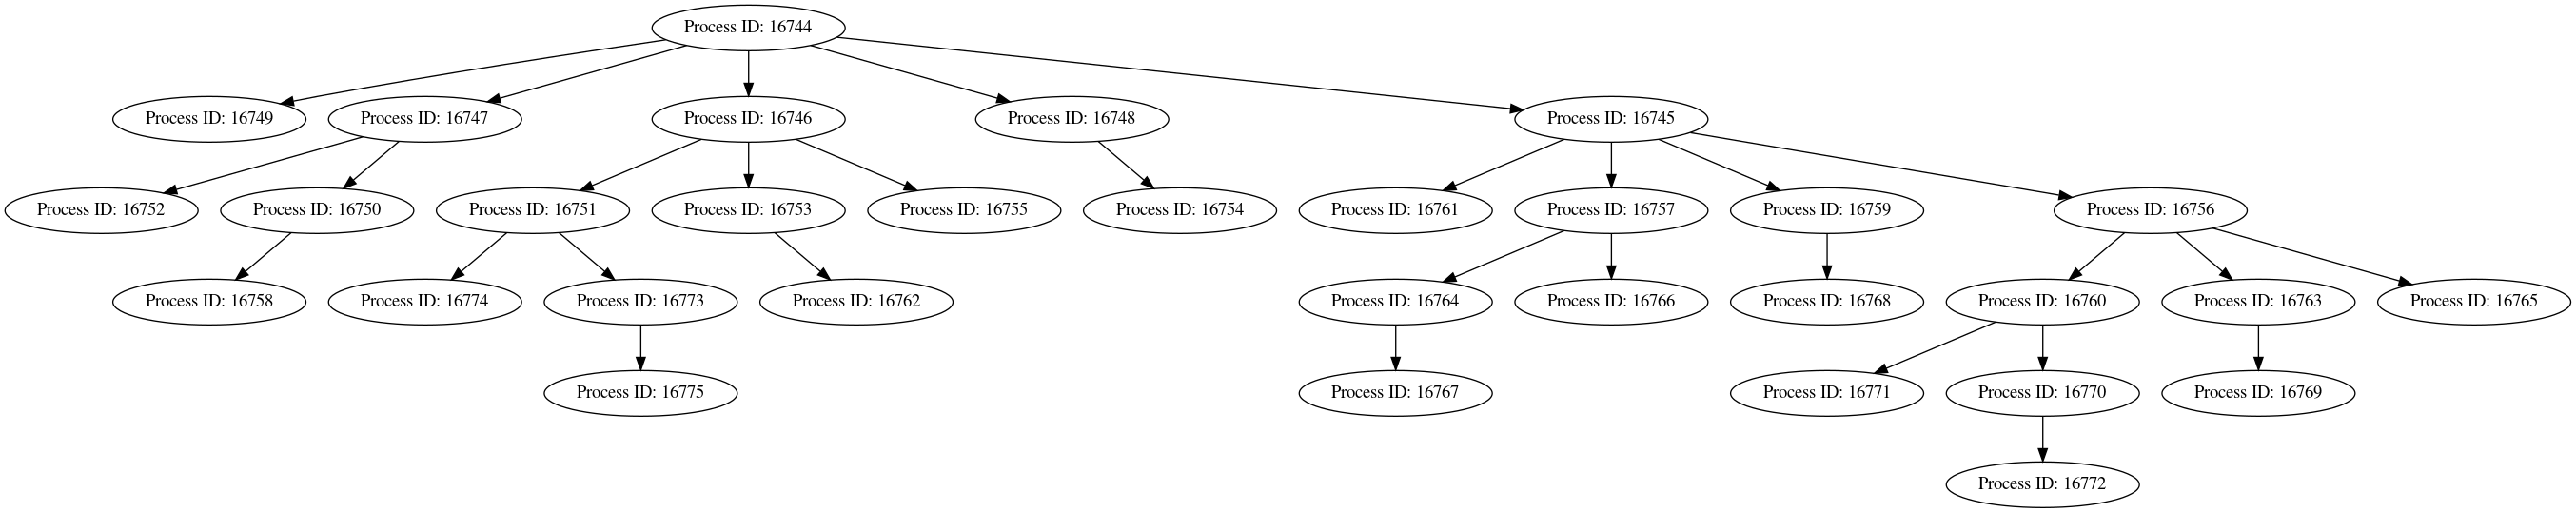 Process ID: 16744
Process ID: 16749
Process ID: 16747
Process ID: 16746
Process ID: 16748
Process ID: 16745
Process ID: 16752
Process ID: 16750
Process ID: 16751
Process ID: 16753
Process ID: 16755
Process ID: 16754
Process ID: 16761
Process ID: 16757
Process ID: 16759
Process ID: 16756
Process ID: 16758
Process ID: 16774
Process ID: 16773
Process ID: 16762
Process ID: 16764
Process ID: 16766
Process ID: 16768
Process ID: 16760
Process ID: 16763
Process ID: 16765
Process ID: 16775
Process ID: 16767
Process ID: 16771
Process ID: 16770
Process ID: 16769
Process ID: 16772